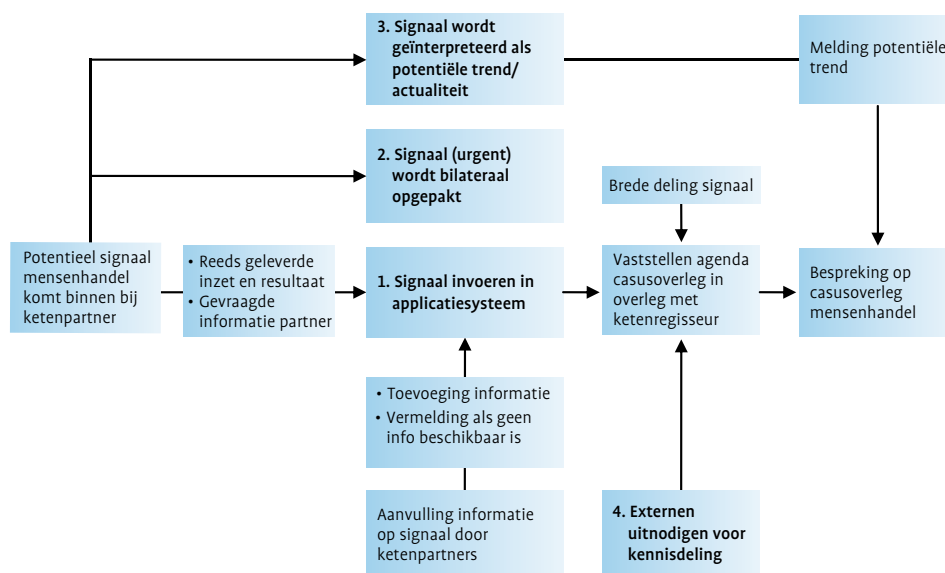 3. Signaal wordt
geïnterpreteerd als
potentiële trend/
actualiteit
Melding potentiële
trend
2. Signaal (urgent)
wordt bilateraal
opgepakt
Brede deling signaal
Potentieel signaal
mensenhandel
komt binnen bij
ketenpartner
• Reeds geleverde
inzet en resultaat
• Gevraagde
informatie partner
1. Signaal invoeren in
applicatiesysteem
Vaststellen agenda
casusoverleg in
overleg met
ketenregisseur
Bespreking op
casusoverleg
mensenhandel
• Toevoeging informatie
• Vermelding als geen
info beschikbaar is
Aanvulling informatie
op signaal door
ketenpartners
4. Externen
uitnodigen voor
kennisdeling